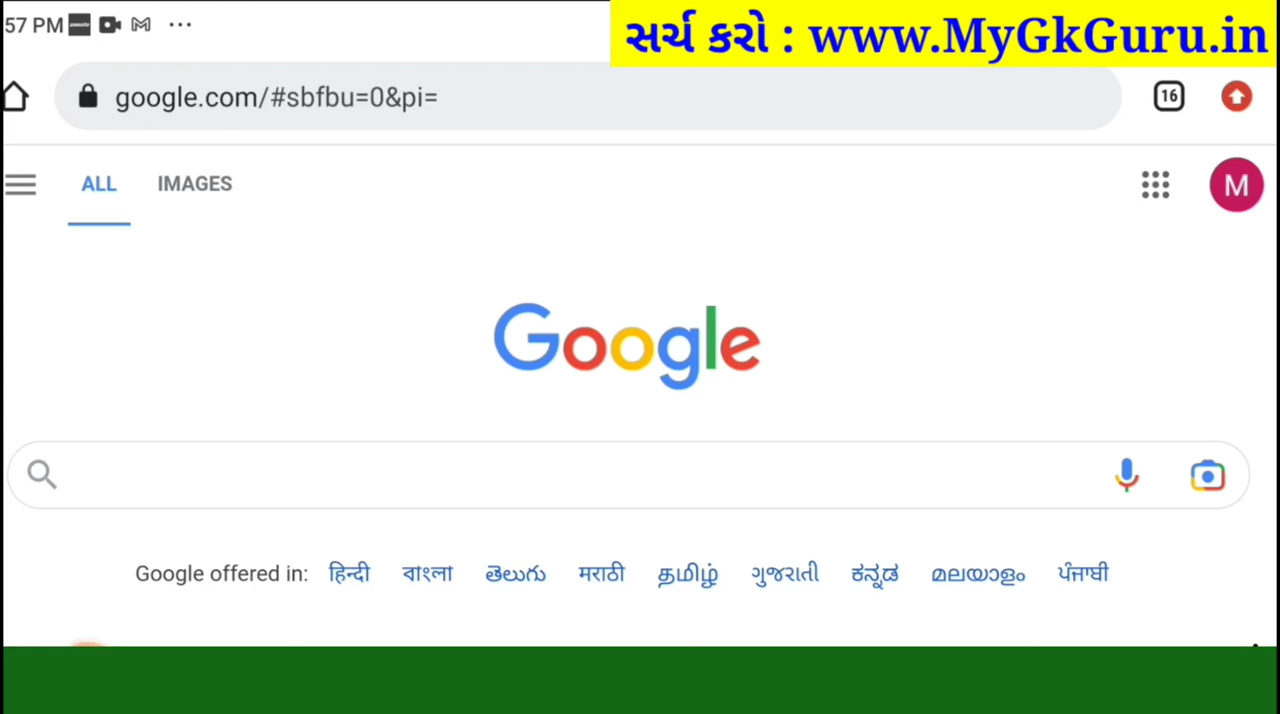 57 PM ...
સર્ચ કરો : www.MyGkGuru.in
google.com/#sbfbu=0&pi=
16
ALL IMAGES
M
Google
Google offered in: हिन्दी বাংলা తెలుగు मराठी தமிழ் ગુજરાતી ಕನ್ನಡ മലയാളം ਪੰਜਾਬੀ